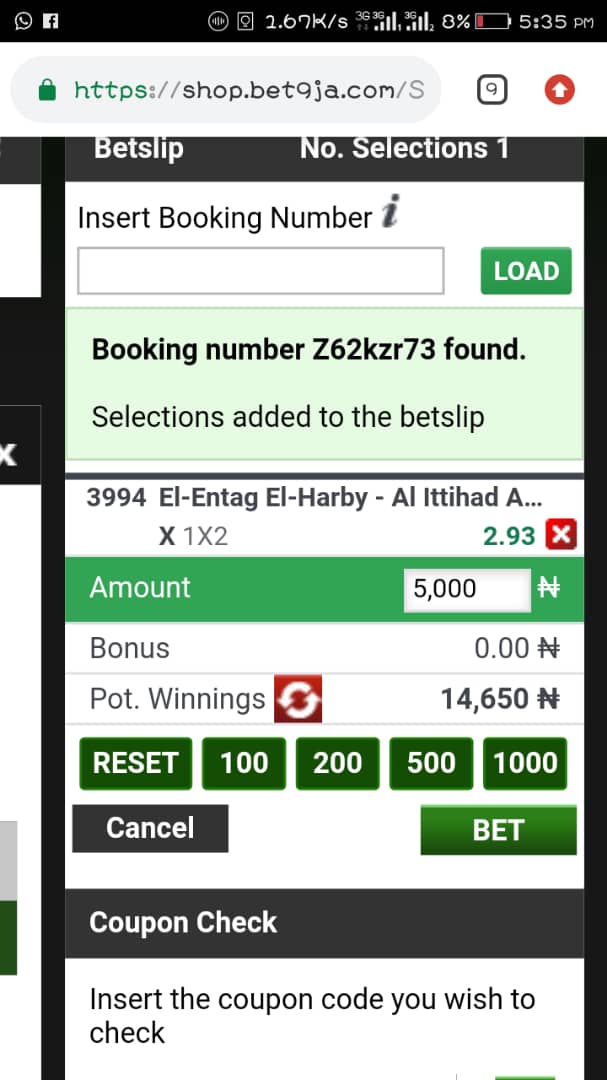 1.67K/s 3G 3G 3G 8% 5:35 PM
https://shop.bet9ja.com/S 9
Betslip No. Selections 1
Insert Booking Number i
LOAD
Booking number Z62kzr73 found.
Selections added to the betslip
x
3994 El-Entag El-Harby - Al Ittihad A...
X 1X2 2.93
Amount 5,000 ₦
Bonus 0.00 ₦
Pot. Winnings 14,650 ₦
RESET 100 200 500 1000
Cancel BET
Coupon Check
Insert the coupon code you wish to
check